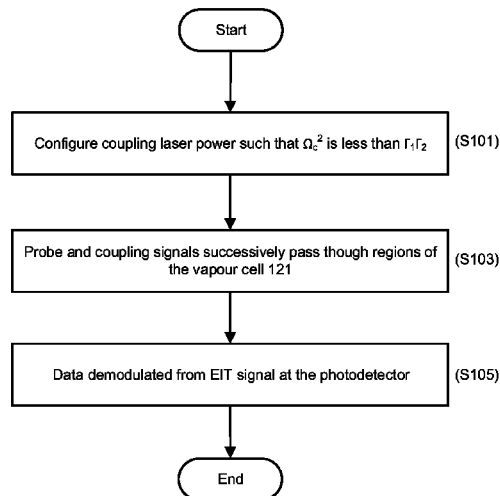 Start
Configure coupling laser power such that Ωc² is less than Γ₁Γ₂
(S101)
Probe and coupling signals successively pass though regions of
the vapour cell 121
(S103)
Data demodulated from EIT signal at the photodetector
(S105)
End